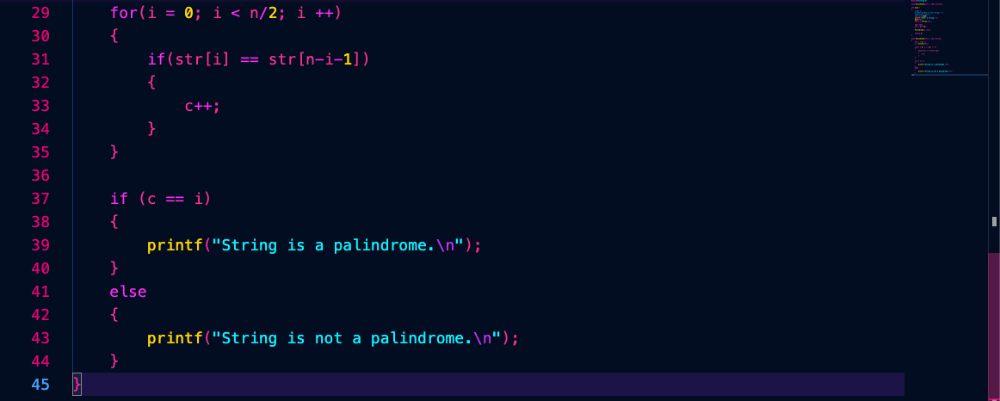 29 for(i = 0; i < n/2; i ++)
30 {
31 if(str[i] == str[n-i-1])
32 {
33 c++;
34 }
35 }
36
37 if (c == i)
38 {
39 printf("String is a palindrome.\n");
40 }
41 else
42 {
43 printf("String is not a palindrome.\n");
44 }
45 }